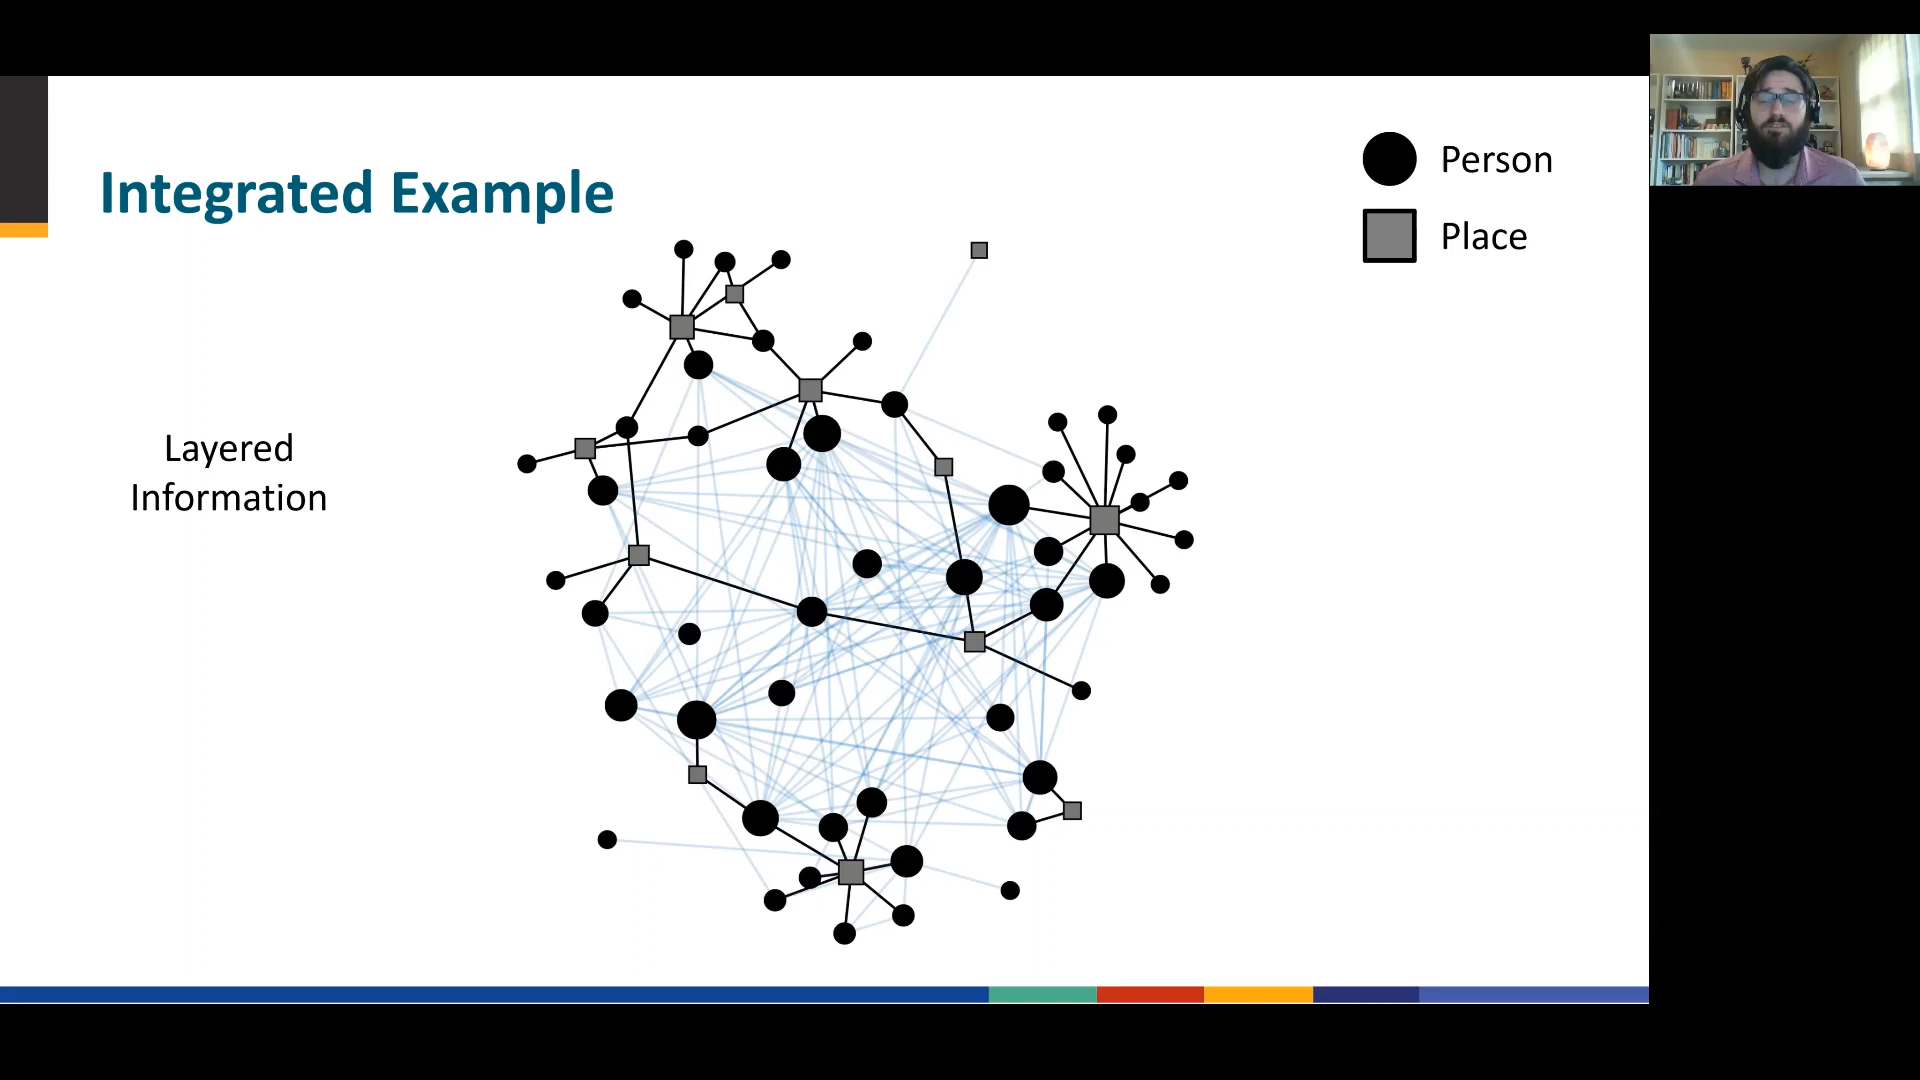 Integrated Example
Person
Place
Layered
Information